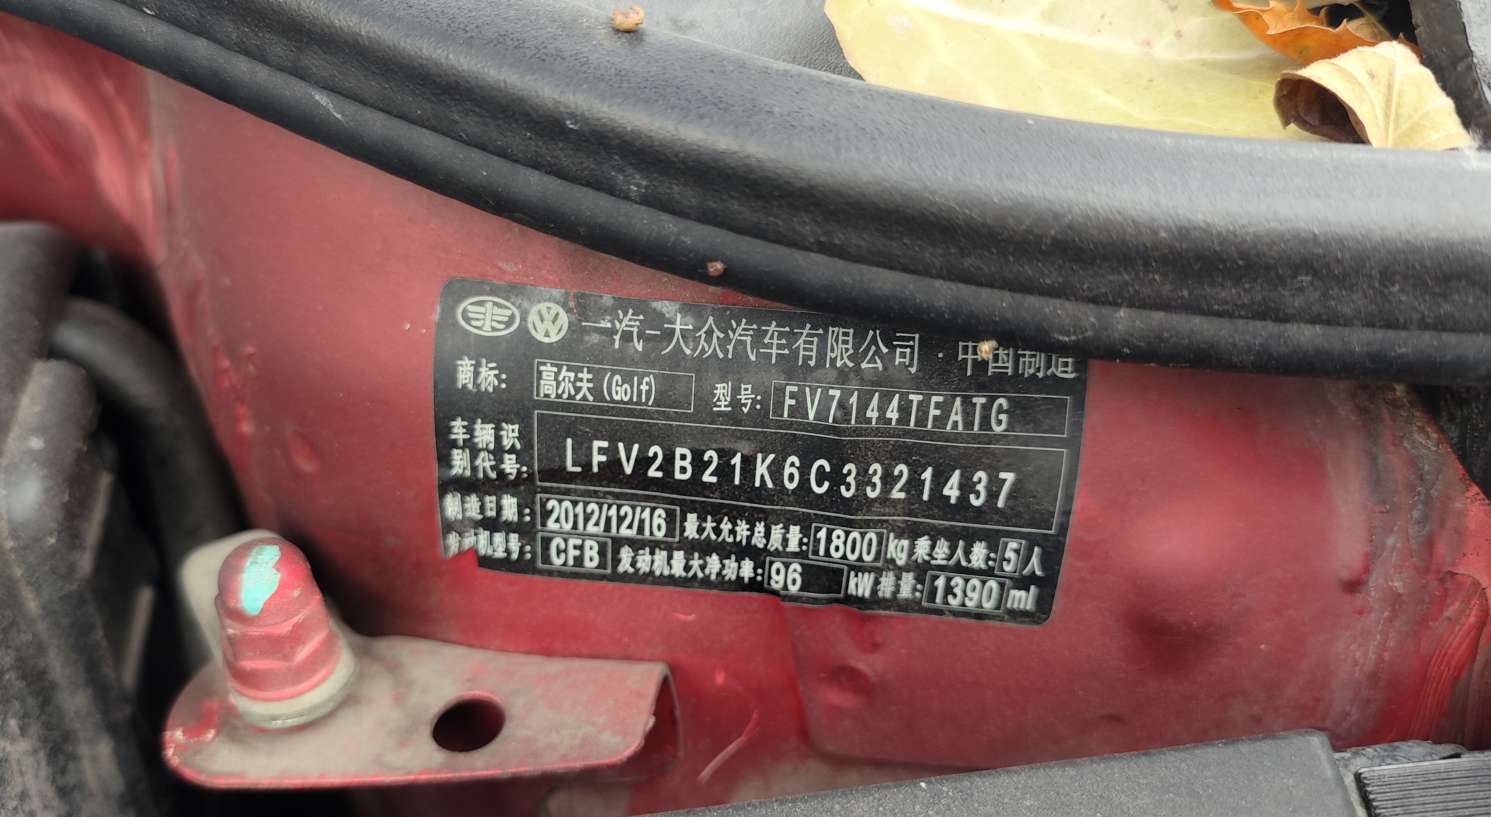 一汽-大众汽车有限公司·中国制造
商标: 高尔夫(Golf) 型号: FV7144TFATG
车辆识别代号: LFV2B21K6C3321437
制造日期: 2012/12/16 最大允许总质量: 1800 kg 乘坐人数: 5 人
发动机型号: CFB 发动机最大净功率: 96 kW 排量: 1390 ml